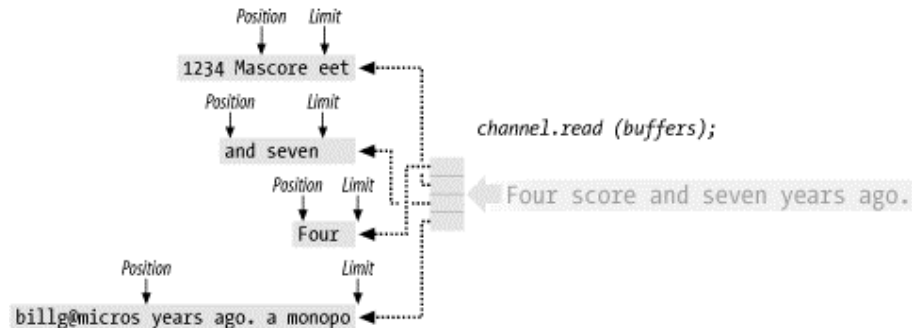 Position Limit
1234 Mascore eet
Position Limit
and seven
channel.read (buffers);
Four score and seven years ago.
Position Limit
Four
Position Limit
billg@micros years ago. a monopo